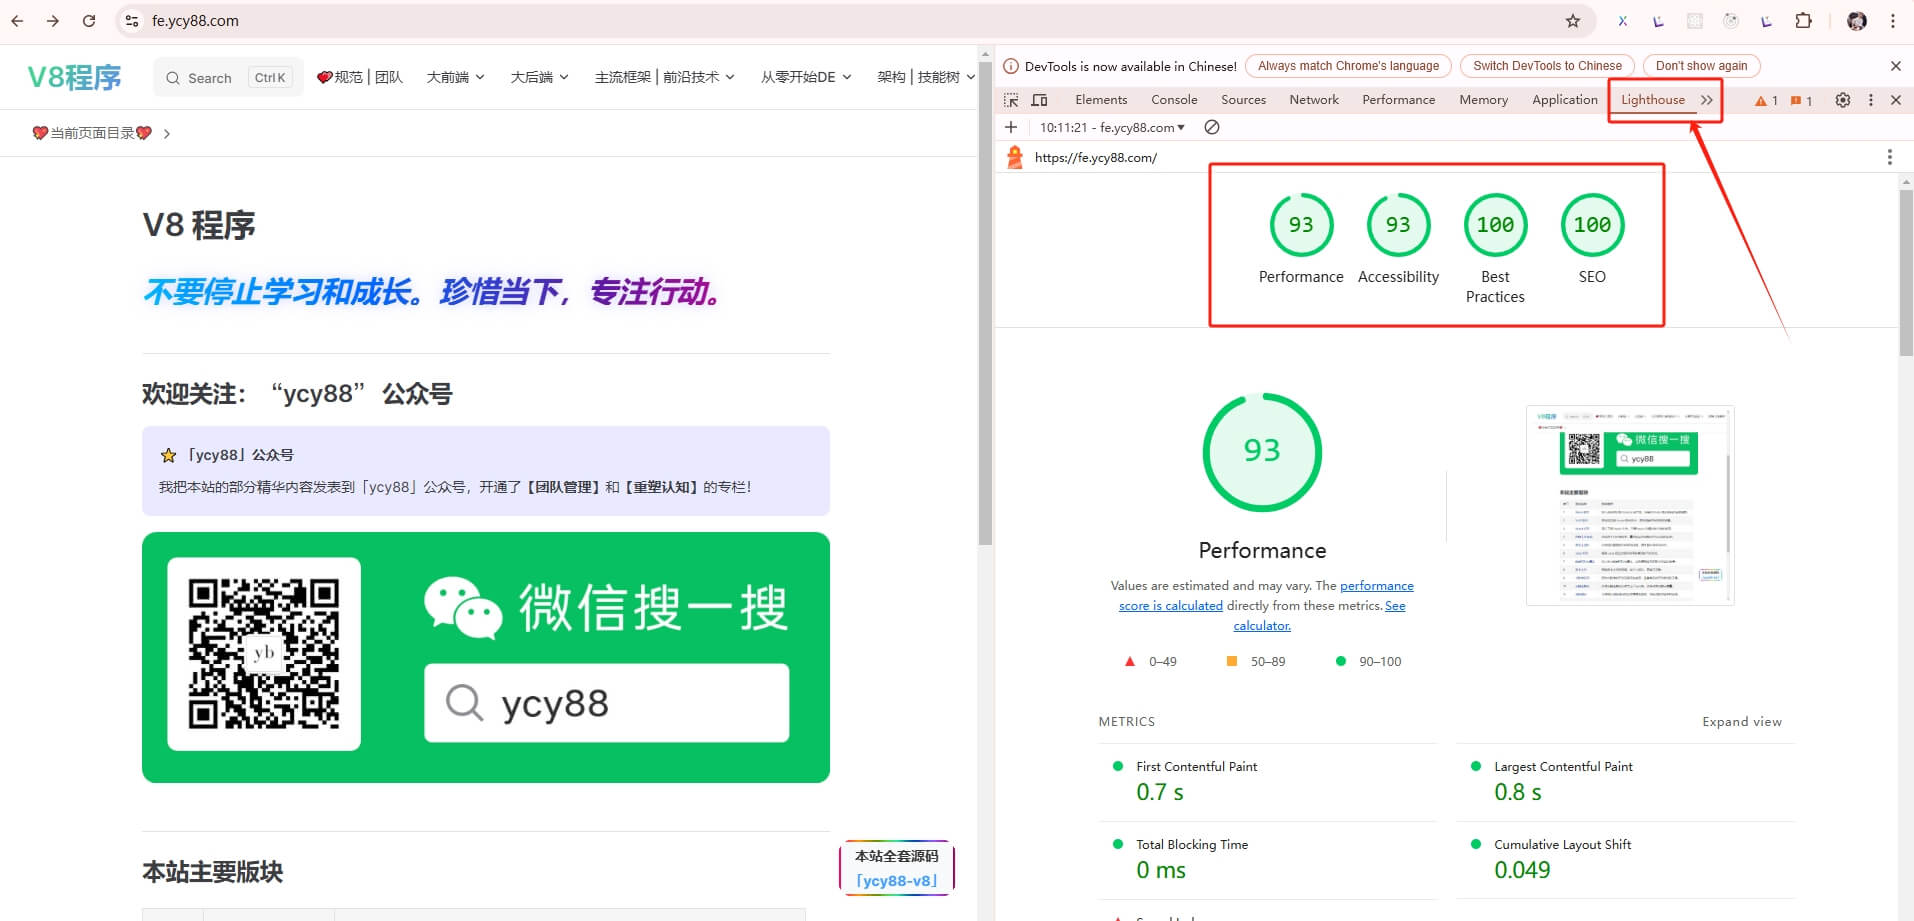 fe.ycy88.com
V8程序
Search
Ctrl K
❤️规范 | 团队
大前端
大后端
主流框架 | 前沿技术
从零开始DE
架构 | 技能树
💖当前页面目录💖
V8 程序
不要停止学习和成长。珍惜当下，专注行动。
欢迎关注：“ycy88” 公众号
⭐「ycy88」公众号
我把本站的部分精华内容发表到「ycy88」公众号，开通了【团队管理】和【重塑认知】的专栏！
yb
微信搜一搜
ycy88
本站主要版块
本站全套源码
「ycy88-v8」
DevTools is now available in Chinese!
Always match Chrome's language
Switch DevTools to Chinese
Don't show again
Elements
Console
Sources
Network
Performance
Memory
Application
Lighthouse
1
1
10:11:21 - fe.ycy88.com
https://fe.ycy88.com/
93
93
100
100
Performance
Accessibility
Best
Practices
SEO
93
Performance
Values are estimated and may vary. The performance
score is calculated directly from these metrics. See
calculator.
0–49
50–89
90–100
V8程序
微信搜一搜
ycy88
METRICS
Expand view
First Contentful Paint
0.7 s
Largest Contentful Paint
0.8 s
Total Blocking Time
0 ms
Cumulative Layout Shift
0.049